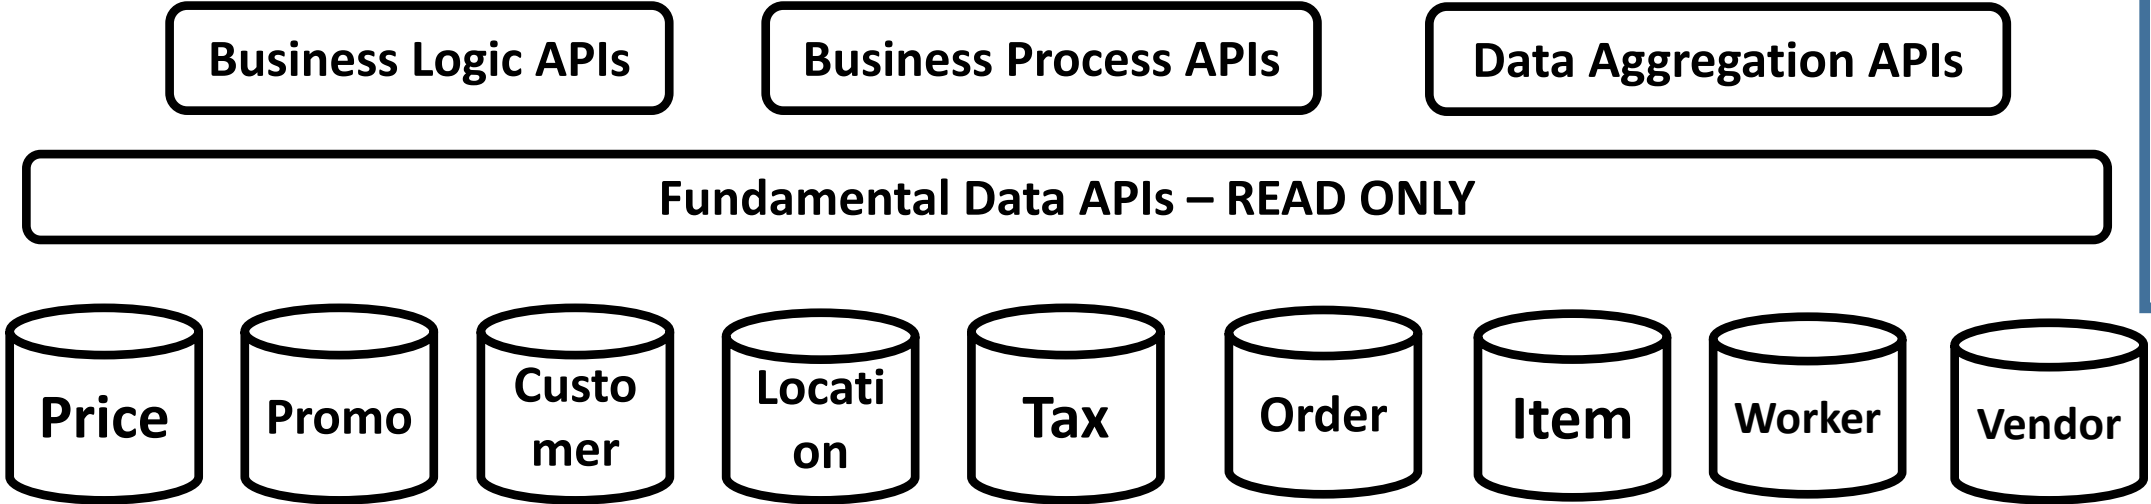 Business Logic APIs
Business Process APIs
Data Aggregation APIs
Fundamental Data APIs – READ ONLY
Price
Promo
Custo
mer
Locati
on
Tax
Order
Item
Worker
Vendor